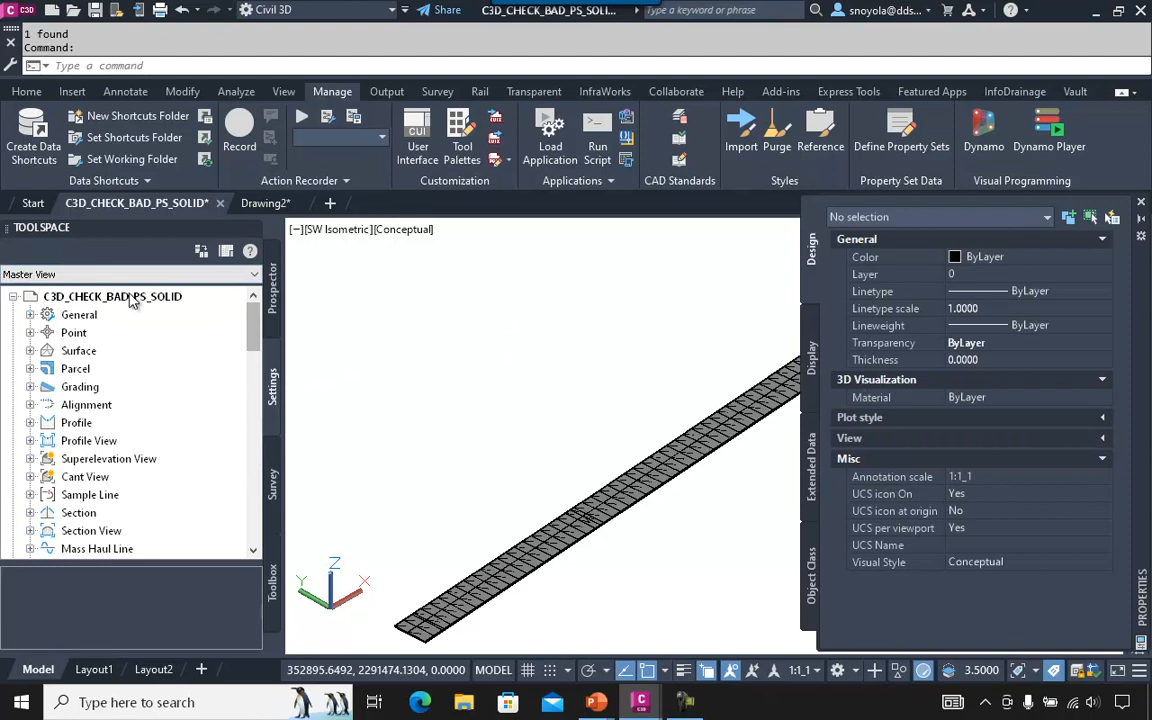 C3D Civil 3D Share C3D_CHECK_BAD_PS_SOLI... Type a keyword or phrase snoyola@dds...
1 found
Command:
Type a command
Home Insert Annotate Modify Analyze View Manage Output Survey Rail Transparent InfraWorks Collaborate Help Add-ins Express Tools Featured Apps InfoDrainage Vault
Create Data Shortcuts
New Shortcuts Folder
Set Shortcuts Folder
Set Working Folder
Record
User Interface
Tool Palettes
Load Application
Run Script
Import
Purge
Reference
Define Property Sets
Dynamo
Dynamo Player
Data Shortcuts Action Recorder Customization Applications CAD Standards Styles Property Set Data Visual Programming
Start C3D_CHECK_BAD_PS_SOLID* Drawing2*
TOOLSPACE
Master View
C3D_CHECK_BAD_PS_SOLID
General
Point
Surface
Parcel
Grading
Alignment
Profile
Profile View
Superelevation View
Cant View
Sample Line
Section
Section View
Mass Haul Line
Prospector
Settings
Survey
Toolbox
[−][SW Isometric][Conceptual]
Z
Y
X
Design
Display
Extended Data
Object Class
No selection
General
Color ByLayer
Layer 0
Linetype ByLayer
Linetype scale 1.0000
Lineweight ByLayer
Transparency ByLayer
Thickness 0.0000
3D Visualization
Material ByLayer
Plot style
View
Misc
Annotation scale 1:1_1
UCS icon On Yes
UCS icon at origin No
UCS per viewport Yes
UCS Name
Visual Style Conceptual
PROPERTIES
Model Layout1 Layout2 352895.6492, 2291474.1304, 0.0000 MODEL 1:1_1 3.5000
Type here to search